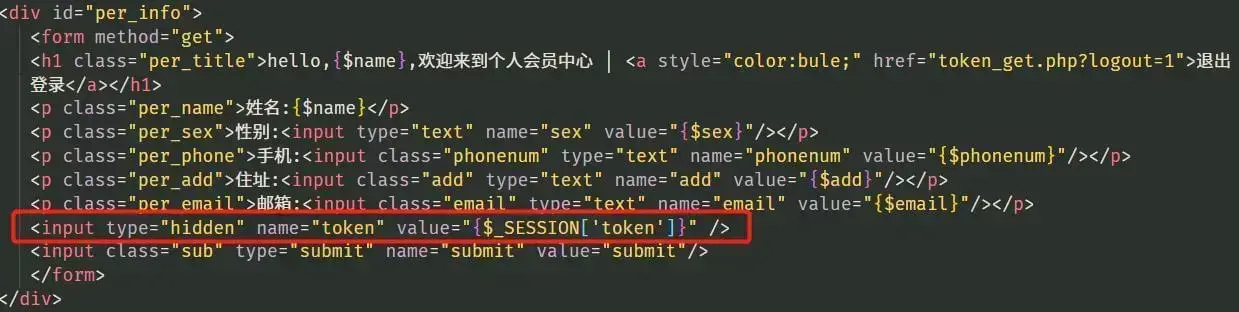 <div id="per_info">
<form method="get">
<h1 class="per_title">hello,{$name},欢迎来到个人会员中心 | <a style="color:bule;" href="token_get.php?logout=1">退出
登录</a></h1>
<p class="per_name">姓名:{$name}</p>
<p class="per_sex">性别:<input type="text" name="sex" value="{$sex}"/></p>
<p class="per_phone">手机:<input class="phonenum" type="text" name="phonenum" value="{$phonenum}"/></p>
<p class="per_add">住址:<input class="add" type="text" name="add" value="{$add}"/></p>
<p class="per_email">邮箱:<input class="email" type="text" name="email" value="{$email}"/></p>
<input type="hidden" name="token" value="{$_SESSION['token']}" />
<input class="sub" type="submit" name="submit" value="submit"/>
</form>
</div>